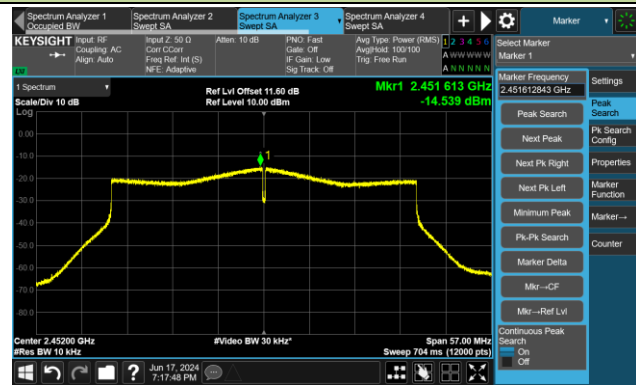 Spectrum Analyzer 1
Occupied BW
Spectrum Analyzer 2
Swept SA
Spectrum Analyzer 3
Swept SA
Spectrum Analyzer 4
Swept SA
Marker
KEYSIGHT
Input: RF
Coupling: AC
Align: Auto
Input Z: 50 Ω
Corr CCorr
Freq Ref: Int (S)
NFE: Adaptive
Atten: 10 dB
PNO: Fast
Gate: Off
IF Gain: Low
Sig Track: Off
Avg Type: Power (RMS)
Avg|Hold: 100/100
Trig: Free Run
1 2 3 4 5 6
A W W W W W
A N N N N N
Select Marker
Marker 1
Marker Frequency
2.451612843 GHz
Settings
Peak Search
Peak
Search
Next Peak
Pk Search
Config
Next Pk Right
Properties
Next Pk Left
Marker
Function
Minimum Peak
Marker→
Pk-Pk Search
Counter
Marker Delta
Mkr→CF
Mkr→Ref Lvl
Continuous Peak
Search
On
Off
1 Spectrum
Scale/Div 10 dB
Log
Ref Lvl Offset 11.60 dB
Ref Level 10.00 dBm
Mkr1 2.451 613 GHz
-14.539 dBm
0.00
-10.0
-20.0
-30.0
-40.0
-50.0
-60.0
-70.0
-80.0
1
Center 2.45200 GHz
#Res BW 10 kHz
#Video BW 30 kHz*
Span 57.00 MHz
Sweep 704 ms (12000 pts)
?
Jun 17, 2024
7:17:48 PM